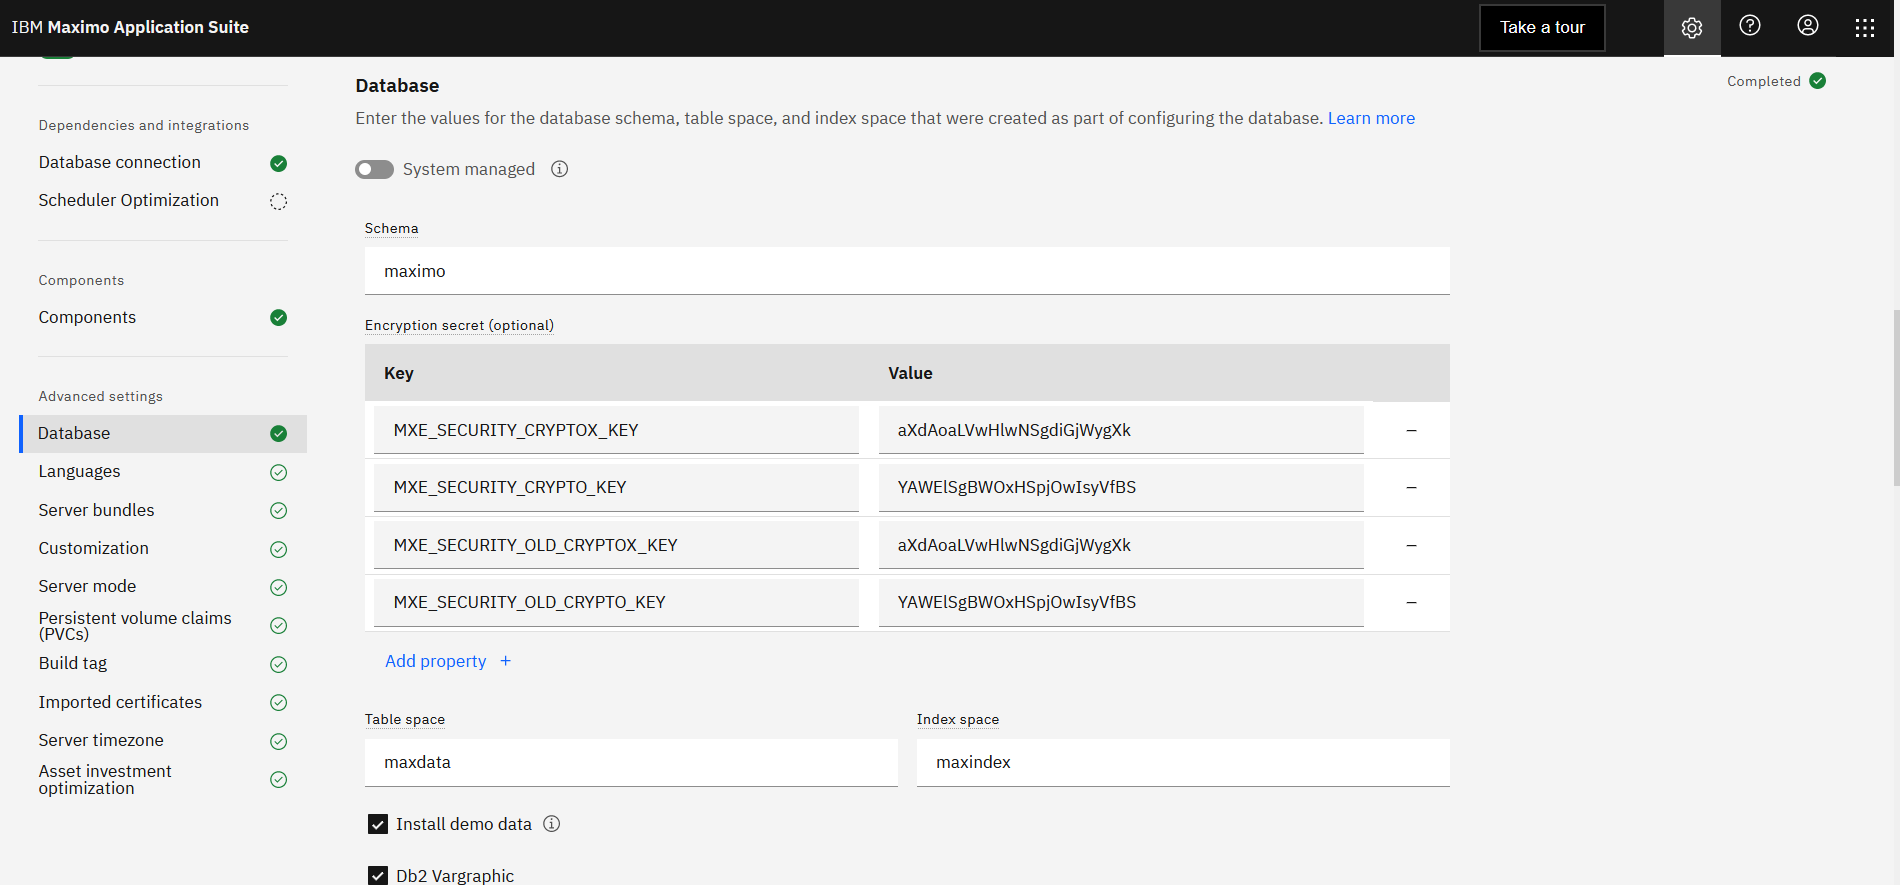 IBM Maximo Application Suite
Take a tour
Dependencies and integrations
Database connection
Scheduler Optimization
Components
Components
Advanced settings
Database
Languages
Server bundles
Customization
Server mode
Persistent volume claims
(PVCs)
Build tag
Imported certificates
Server timezone
Asset investment
optimization
Database
Completed
Enter the values for the database schema, table space, and index space that were created as part of configuring the database. Learn more
System managed
Schema
maximo
Encryption secret (optional)
Key Value
MXE_SECURITY_CRYPTOX_KEY aXdAoaLVwHlwNSgdiGjWygXk
MXE_SECURITY_CRYPTO_KEY YAWElSgBWOxHSpjOwIsyVfBS
MXE_SECURITY_OLD_CRYPTOX_KEY aXdAoaLVwHlwNSgdiGjWygXk
MXE_SECURITY_OLD_CRYPTO_KEY YAWElSgBWOxHSpjOwIsyVfBS
Add property +
Table space Index space
maxdata maxindex
Install demo data
Db2 Vargraphic